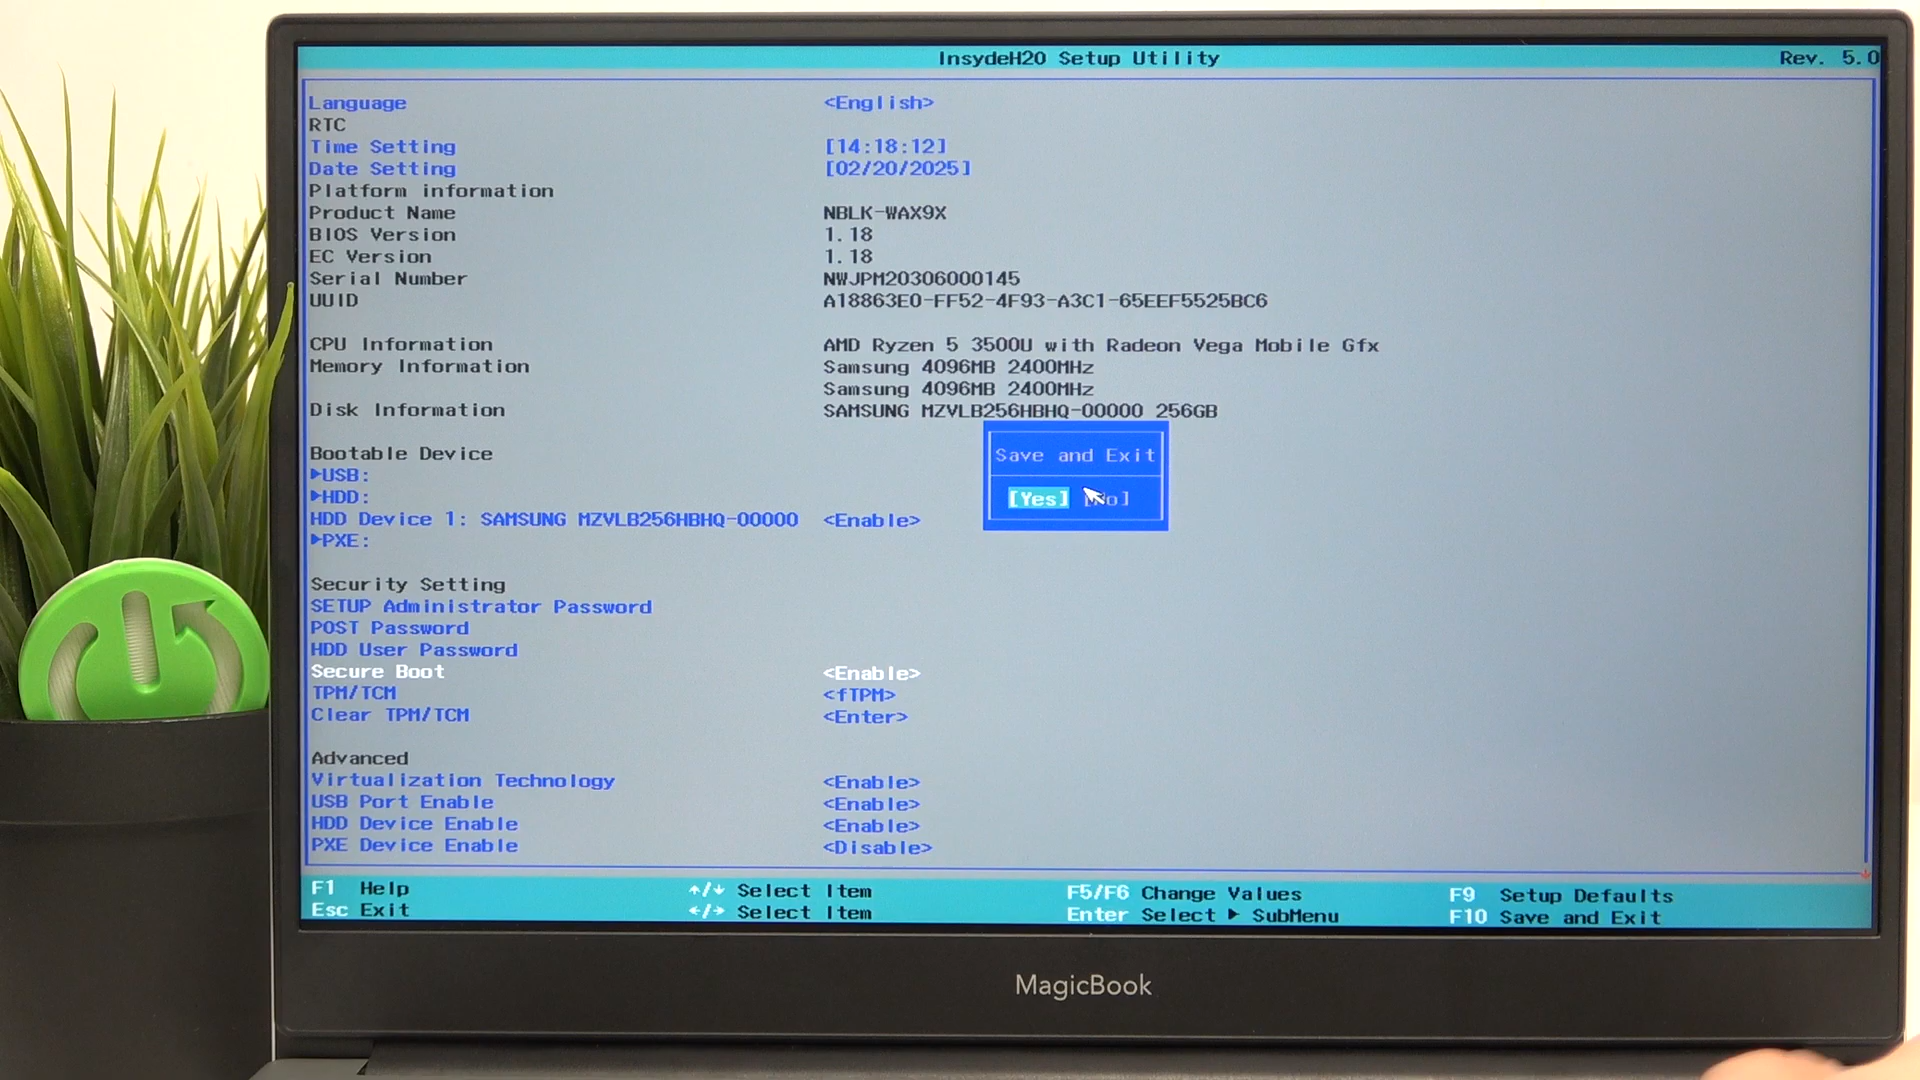 InsydeH20 Setup Utility Rev. 5.0
Language <English>
RTC
Time Setting [14:18:12]
Date Setting [02/20/2025]
Platform information
Product Name NBLK-WAX9X
BIOS Version 1.18
EC Version 1.18
Serial Number NWJPM20306000145
UUID A18863E0-FF52-4F93-A3C1-65EEF5525BC6
CPU Information AMD Ryzen 5 3500U with Radeon Vega Mobile Gfx
Memory Information Samsung 4096MB 2400MHz
Samsung 4096MB 2400MHz
Disk Information SAMSUNG MZVLB256HBHQ-00000 256GB
Bootable Device
▶USB:
▶HDD:
HDD Device 1: SAMSUNG MZVLB256HBHQ-00000 <Enable>
▶PXE:
Save and Exit
[Yes] [No]
Security Setting
SETUP Administrator Password
POST Password
HDD User Password
Secure Boot <Enable>
TPM/TCM <fTPM>
Clear TPM/TCM <Enter>
Advanced
Virtualization Technology <Enable>
USB Port Enable <Enable>
HDD Device Enable <Enable>
PXE Device Enable <Disable>
F1 Help ↑/↓ Select Item F5/F6 Change Values F9 Setup Defaults
Esc Exit ←/→ Select Item Enter Select ▶ SubMenu F10 Save and Exit
MagicBook